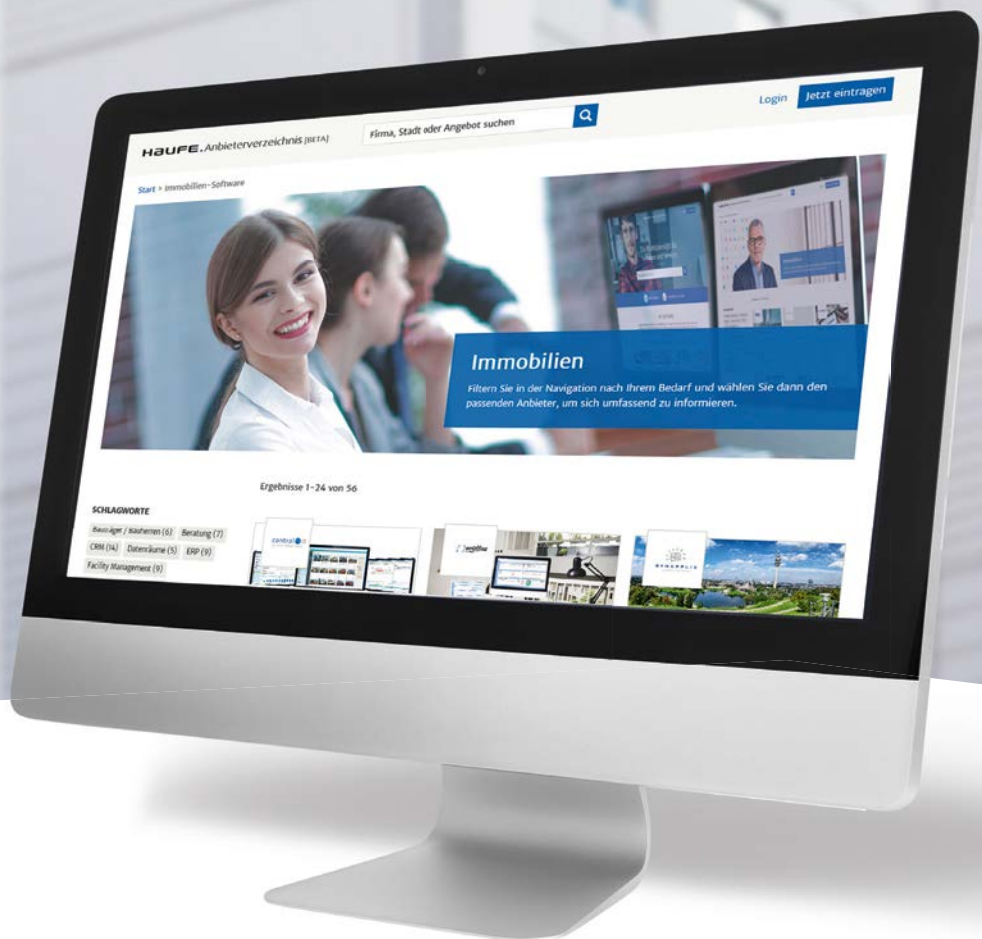 HAUFE.Anbieterverzeichnis [BETA]
Firma, Stadt oder Angebot suchen
Login
Jetzt eintragen
Start > Immobilien-Software
Immobilien
Filtern Sie in der Navigation nach Ihrem Bedarf und wählen Sie dann den
passenden Anbieter, um sich umfassend zu informieren.
Ergebnisse 1-24 von 56
SCHLAGWORTE
Bauträger / Bauherren (6) Beratung (7)
CRM (14) Datenräume (5) ERP (9)
Facility Management (9)
Immobilien